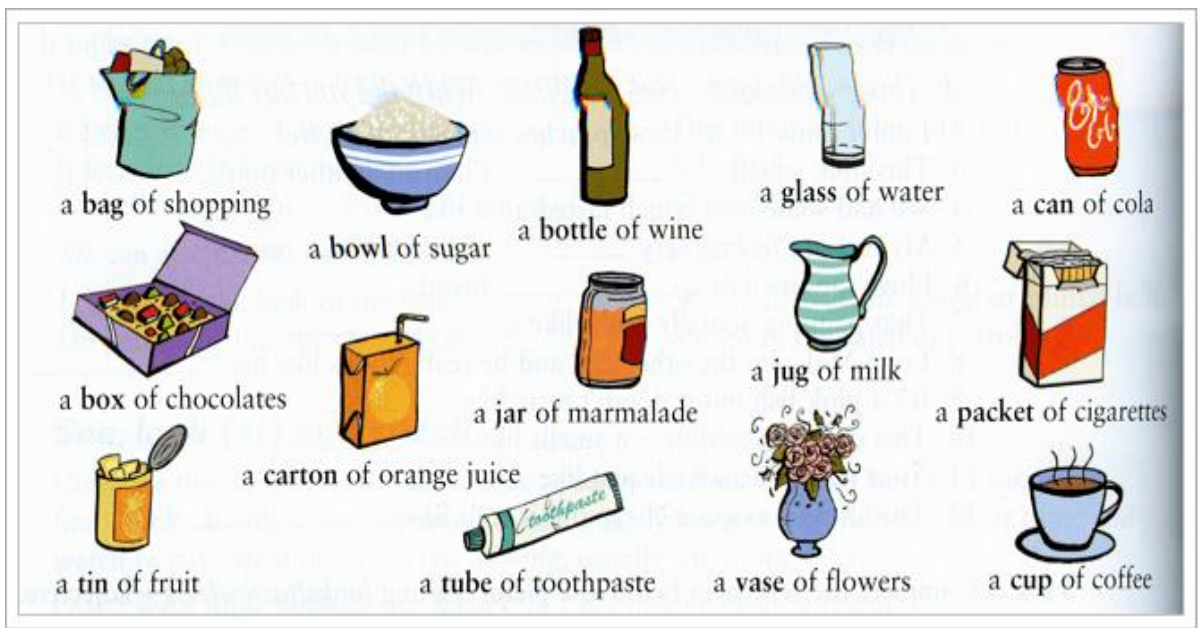 a bag of shopping
a bowl of sugar
a bottle of wine
a glass of water
a can of cola
a box of chocolates
a carton of orange juice
a jar of marmalade
a jug of milk
a packet of cigarettes
a tin of fruit
toothpaste
a tube of toothpaste
a vase of flowers
a cup of coffee